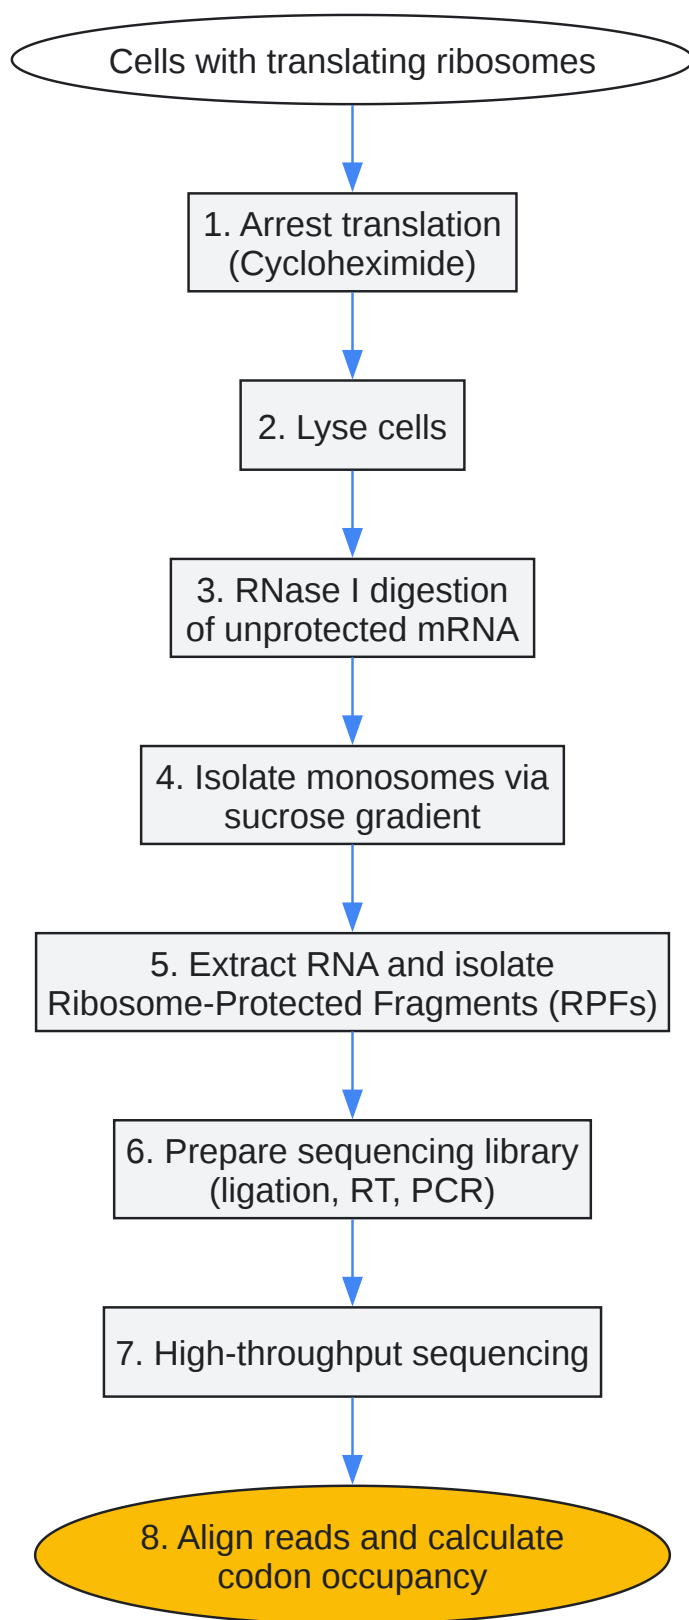 Cells with translating ribosomes
1. Arrest translation
(Cycloheximide)
2. Lyse cells
3. RNase I digestion
of unprotected mRNA
4. Isolate monosomes via
sucrose gradient
5. Extract RNA and isolate
Ribosome-Protected Fragments (RPFs)
6. Prepare sequencing library
(ligation, RT, PCR)
7. High-throughput sequencing
8. Align reads and calculate
codon occupancy